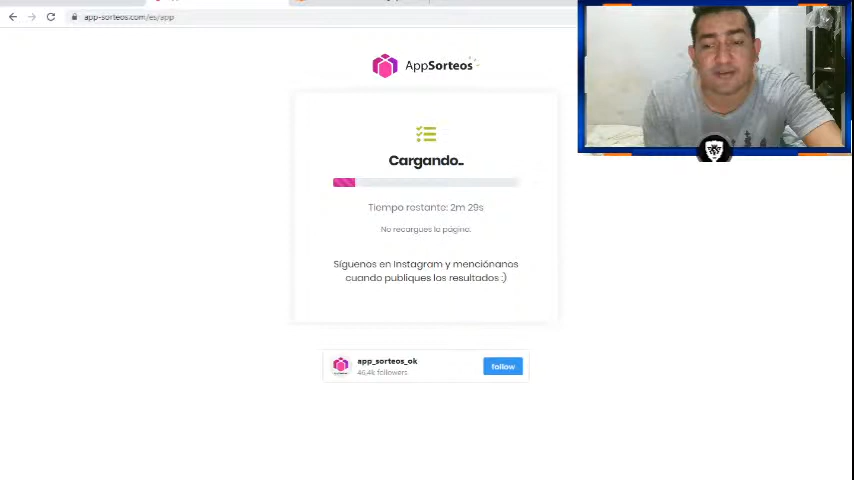 app-sorteos.com/es/app
AppSorteos
Cargando..
Tiempo restante: 2m 29s
No recargues la página.
Síguenos en Instagram y menciónanos
cuando publiques los resultados :)
app_sorteos_ok
46,4k followers
follow